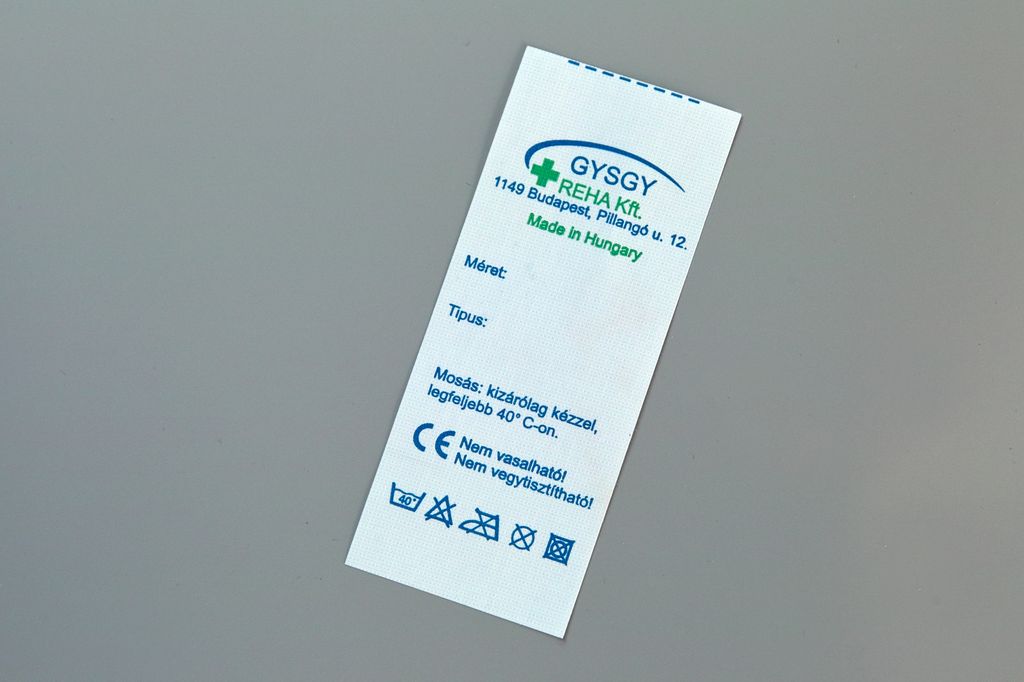 GYSGY
REHA Kft.
1149 Budapest, Pillangó u. 12.
Made in Hungary
Méret:
Tipus:
Mosás: kizárólag kézzel,
legfeljebb 40°C-on.
CE Nem vasalható!
Nem vegytisztítható!
40°